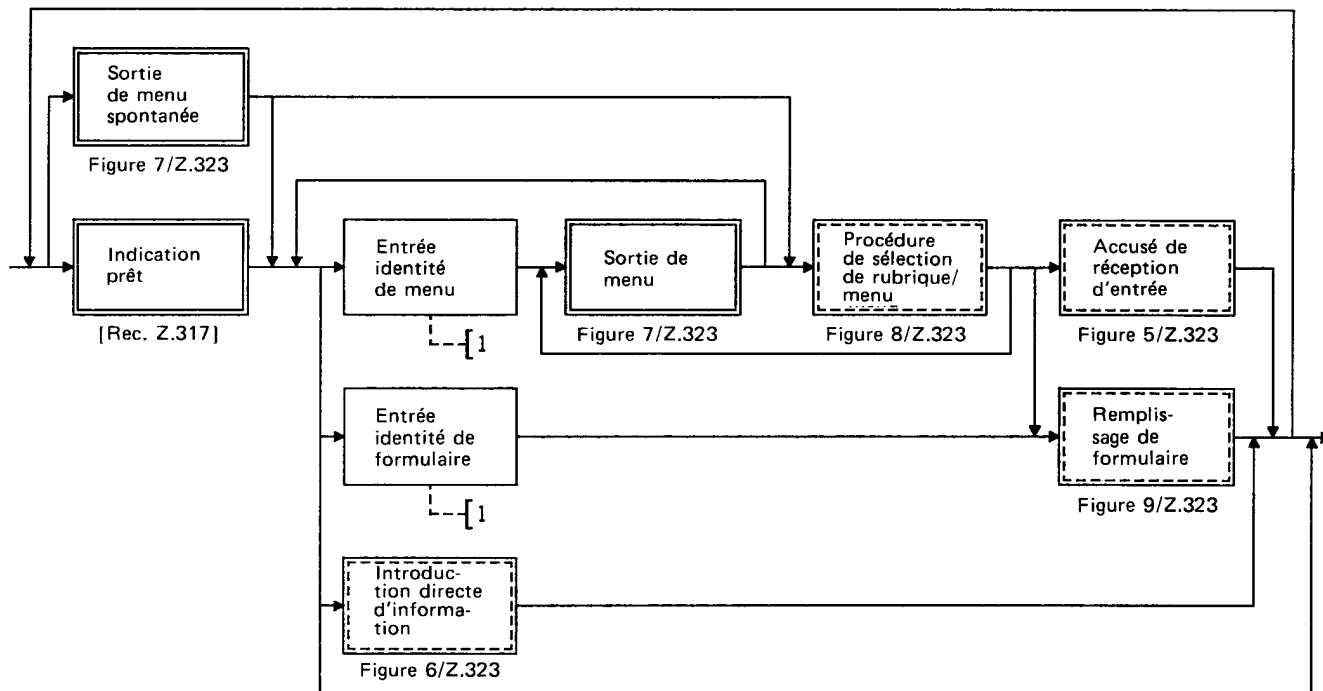 Sortie
de menu
spontanée
Figure 7/Z.323
Indication
prêt
[Rec. Z.317]
Entrée
identité
de menu
1
Sortie de
menu
Figure 7/Z.323
Procédure
de sélection
de rubrique/
menu
Figure 8/Z.323
Accusé de
réception
d'entrée
Figure 5/Z.323
Entrée
identité de
formulaire
1
Remplis-
sage de
formulaire
Figure 9/Z.323
Introduc-
tion directe
d'informa-
tion
Figure 6/Z.323